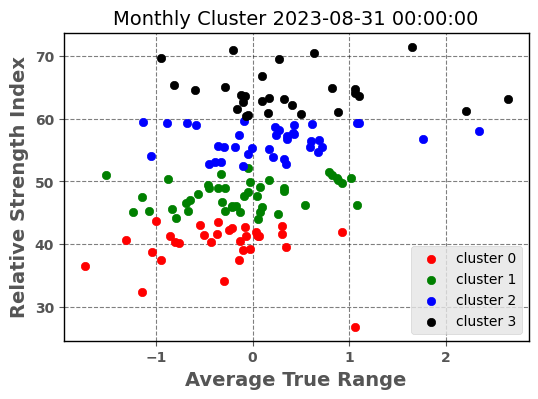 Monthly Cluster 2023-08-31 00:00:00
Relative Strength Index
70
60
50
40
30
cluster 0
cluster 1
cluster 2
cluster 3
−1
0
1
2
Average True Range